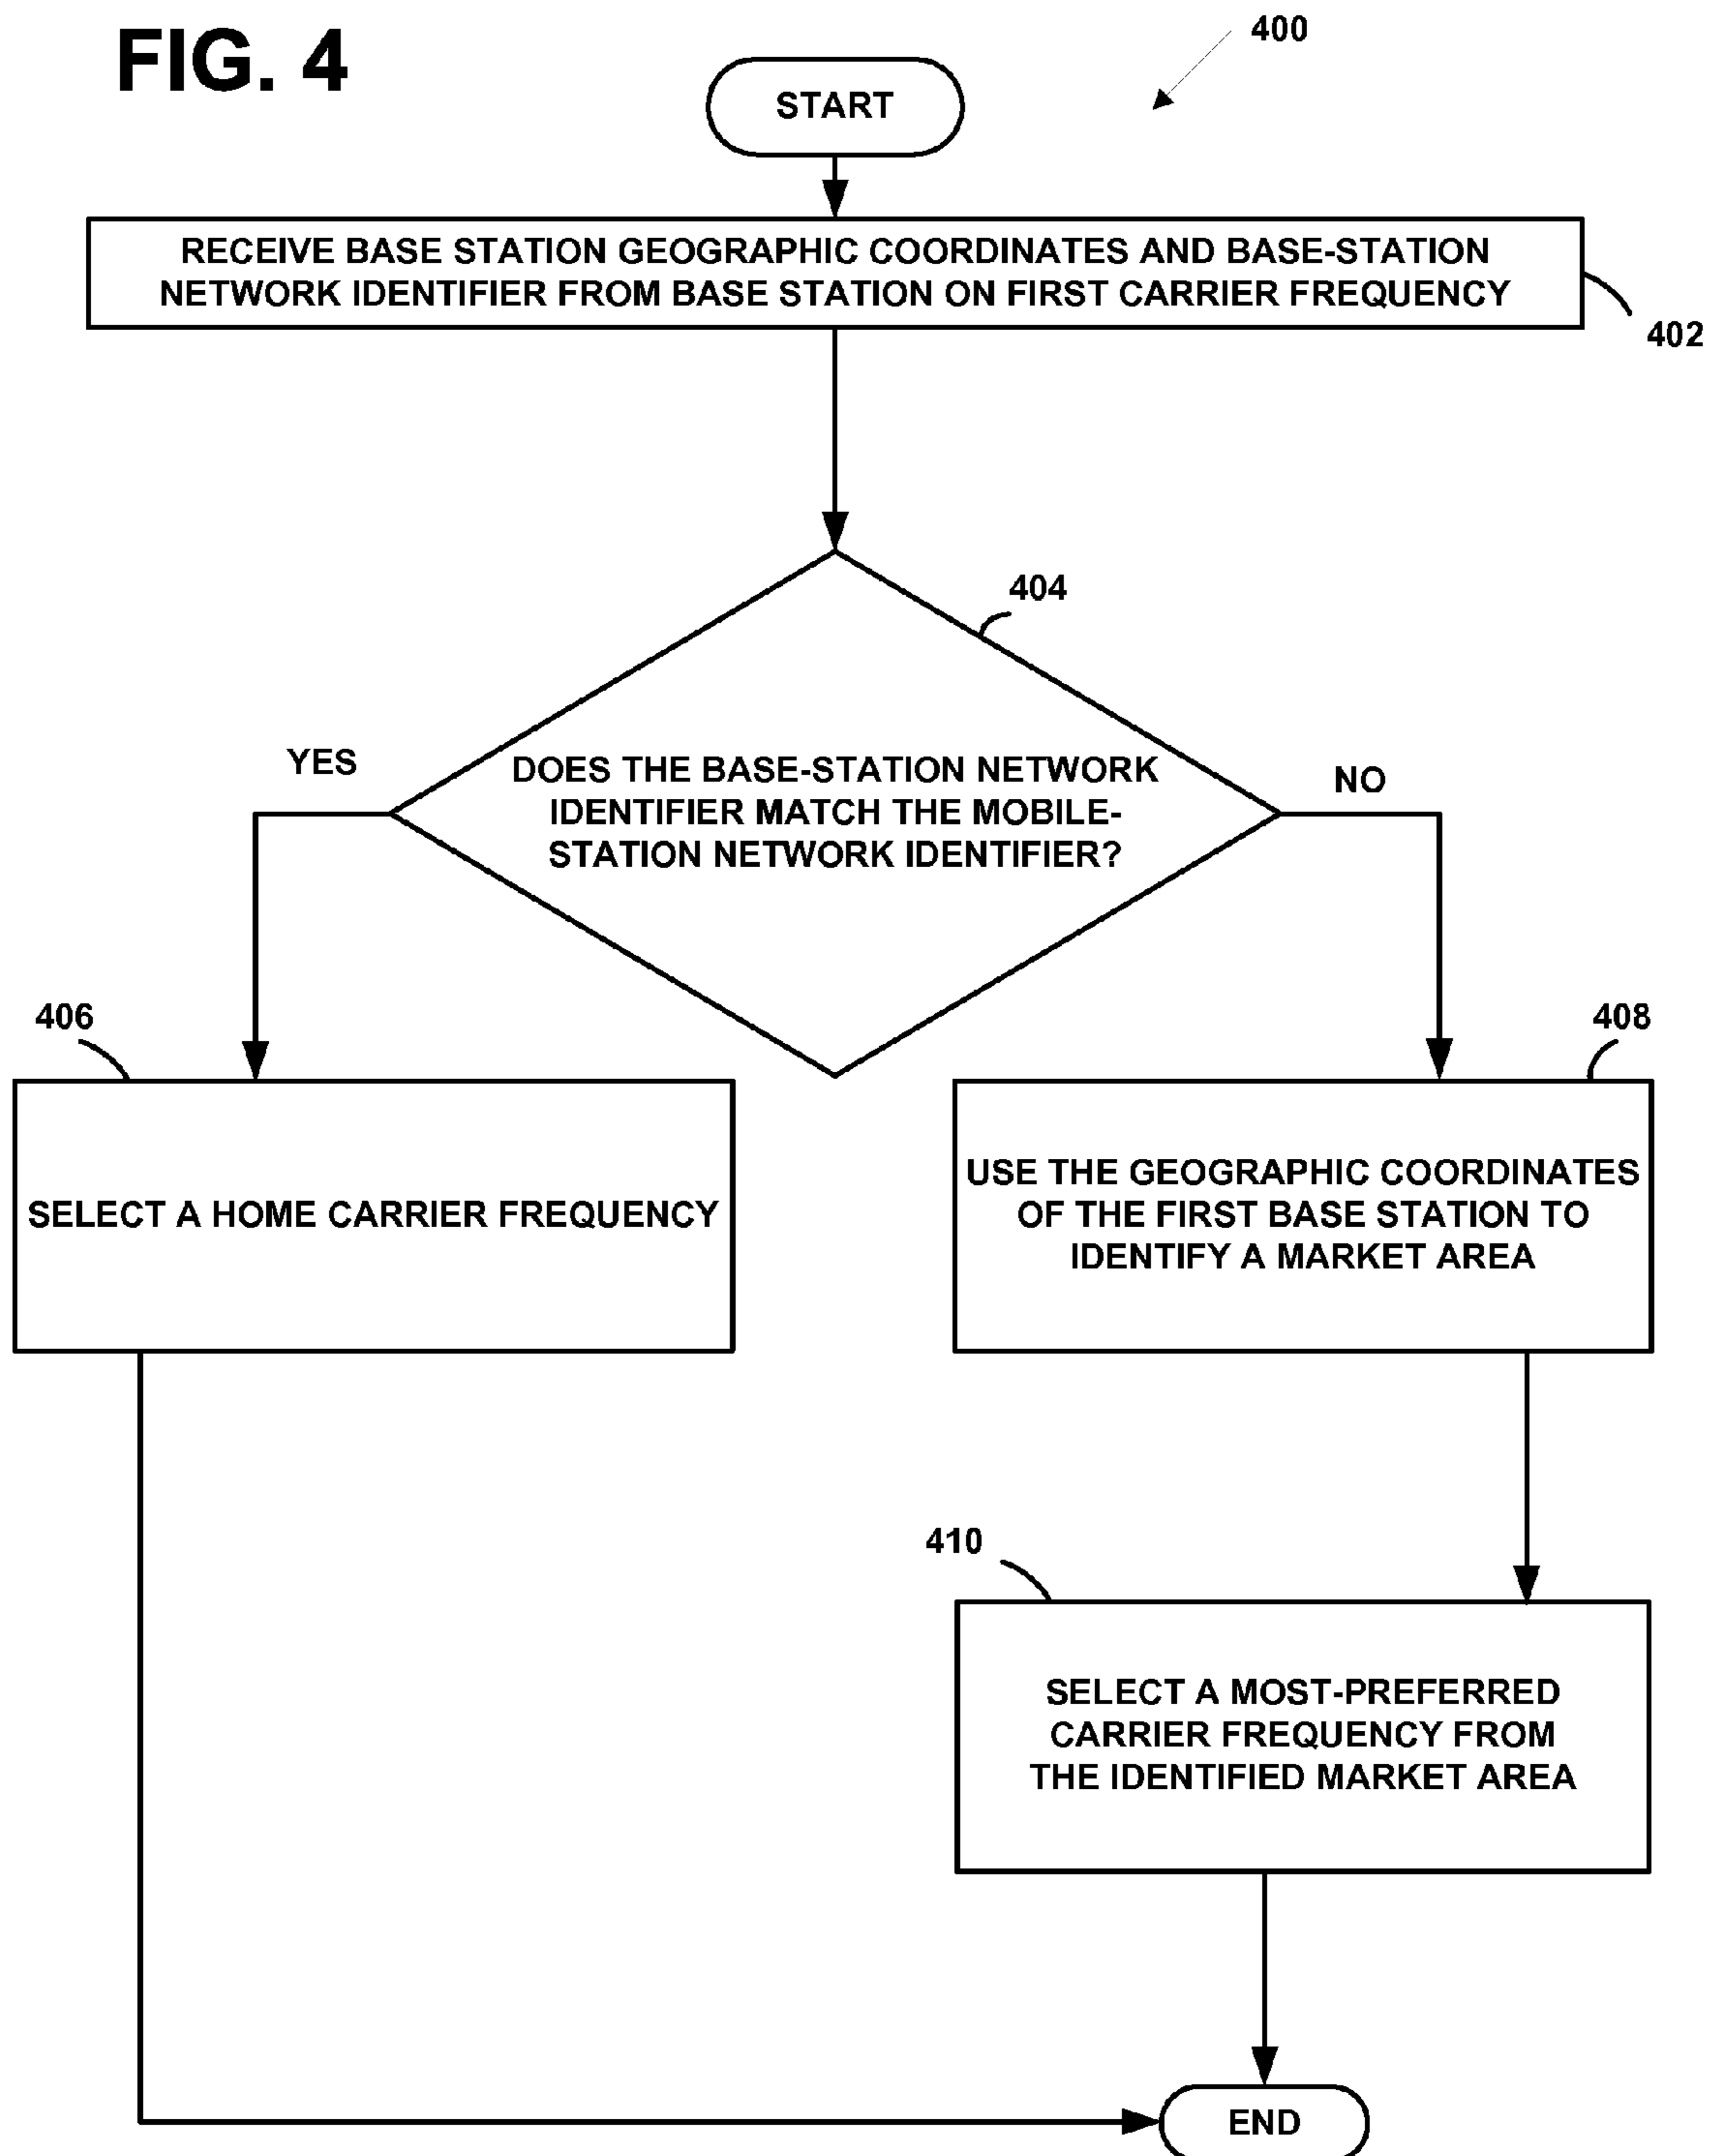 FIG. 4
400
START
RECEIVE BASE STATION GEOGRAPHIC COORDINATES AND BASE-STATION
NETWORK IDENTIFIER FROM BASE STATION ON FIRST CARRIER FREQUENCY
402
404
YES
NO
DOES THE BASE-STATION NETWORK
IDENTIFIER MATCH THE MOBILE-
STATION NETWORK IDENTIFIER?
406
408
SELECT A HOME CARRIER FREQUENCY
USE THE GEOGRAPHIC COORDINATES
OF THE FIRST BASE STATION TO
IDENTIFY A MARKET AREA
410
SELECT A MOST-PREFERRED
CARRIER FREQUENCY FROM
THE IDENTIFIED MARKET AREA
END